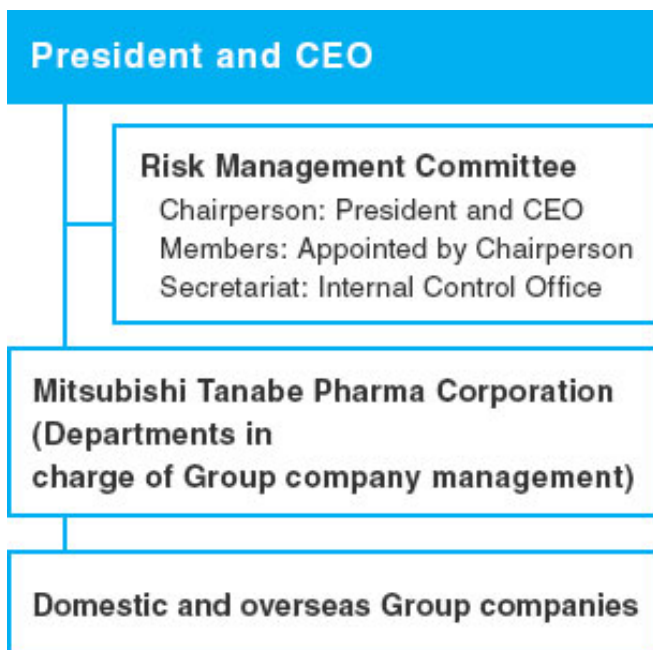 President and CEO
Risk Management Committee
Chairperson: President and CEO
Members: Appointed by Chairperson
Secretariat: Internal Control Office
Mitsubishi Tanabe Pharma Corporation
(Departments in
charge of Group company management)
Domestic and overseas Group companies